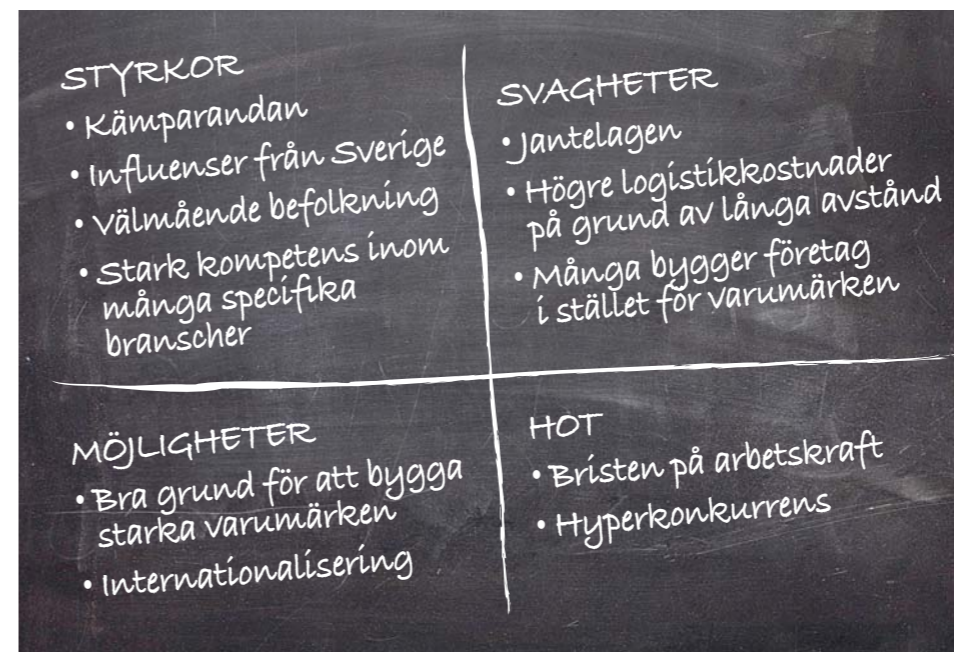 STYRKOR
• Kämparandan
• Influenser från Sverige
• Välmående befolkning
• Stark kompetens inom
många specifika
branscher
SVAGHETER
• Jantelagen
• Högre logistikkostnader
på grund av långa avstånd
• Många bygger företag
i stället för varumärken
MÖJLIGHETER
• Bra grund för att bygga
starka varumärken
• Internationalisering
HOT
• Bristen på arbetskraft
• Hyperkonkurrens